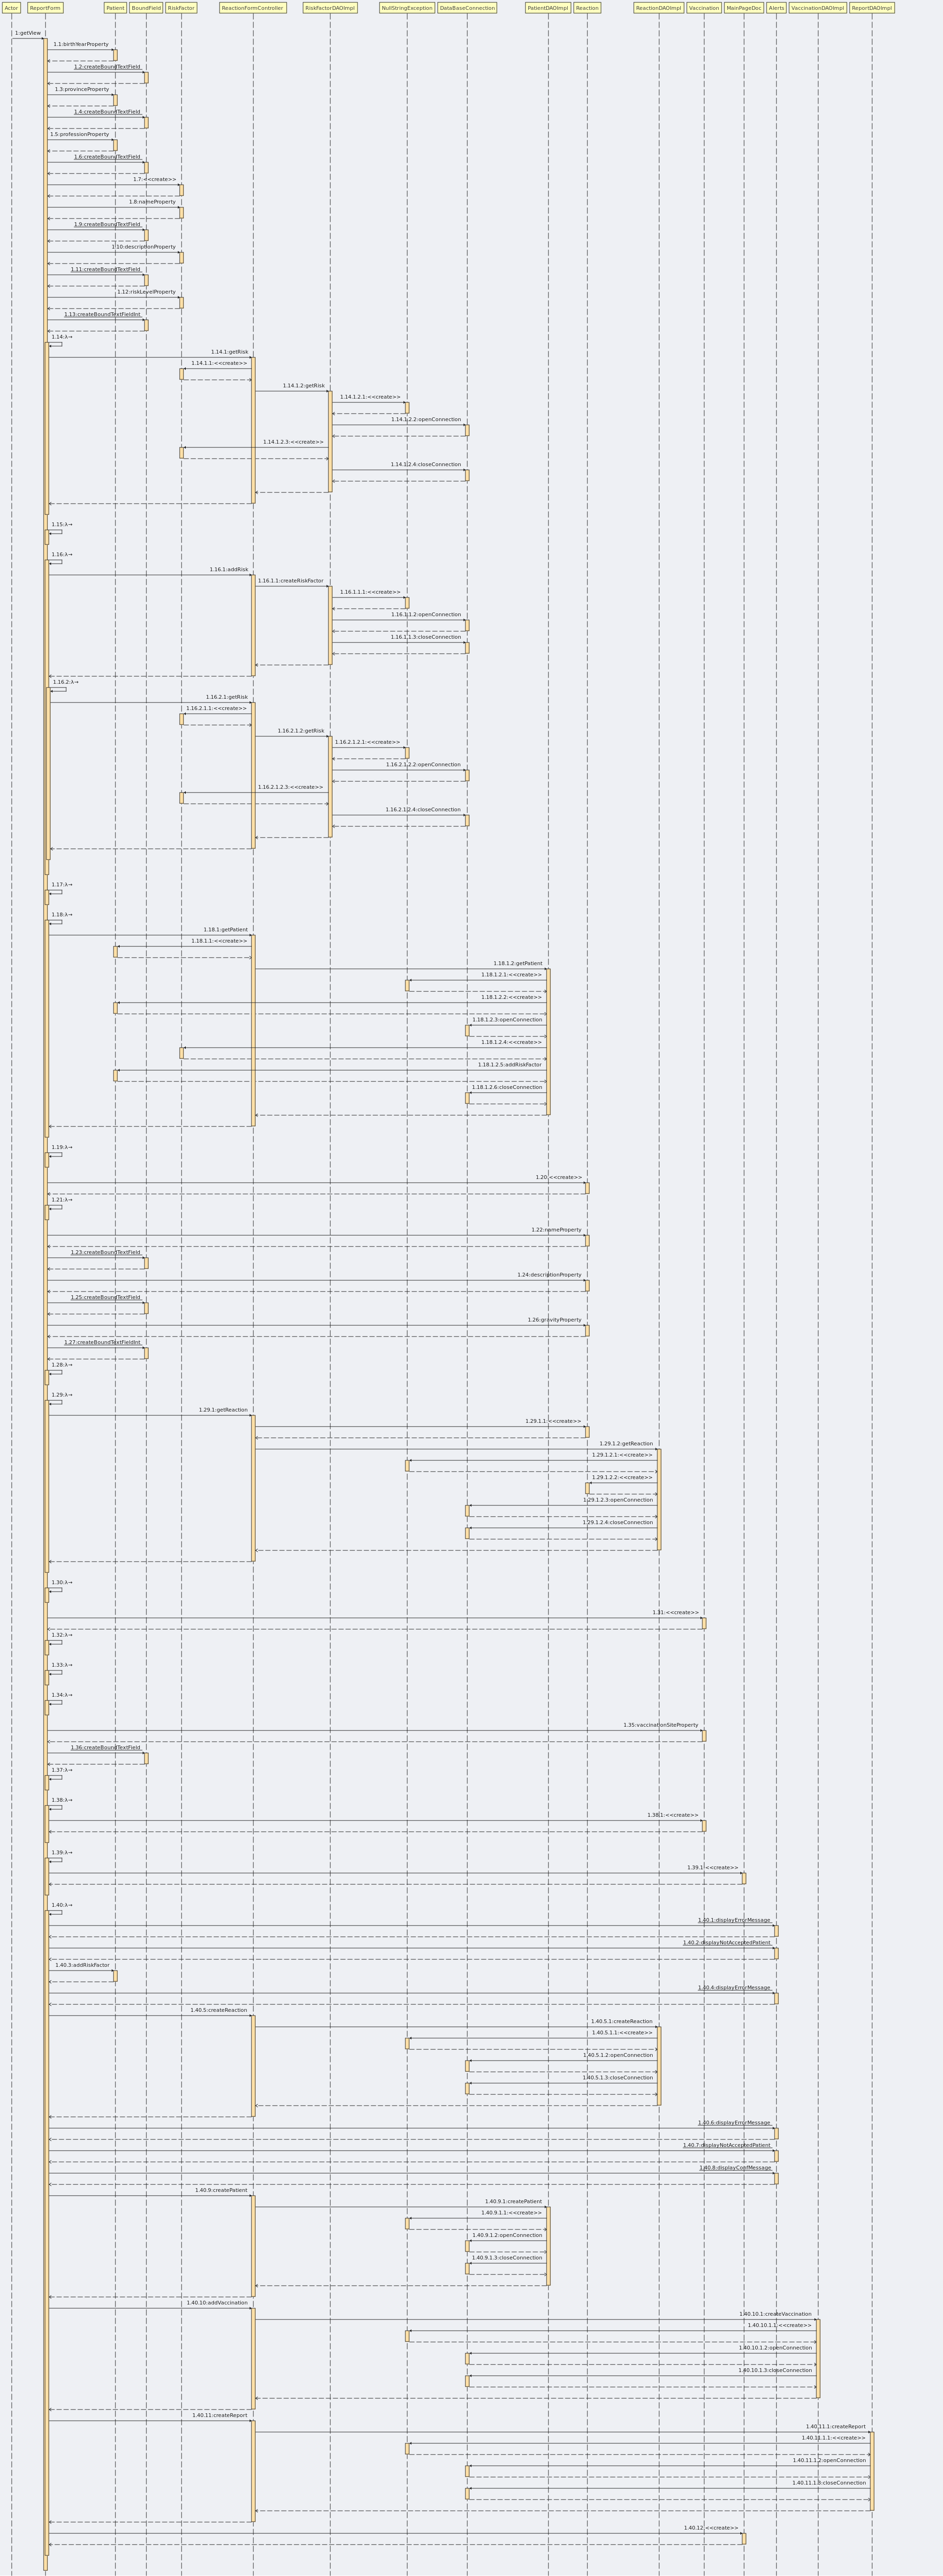 Actor
ReportForm
Patient
BoundField
RiskFactor
ReactionFormController
RiskFactorDAOImpl
NullStringException
DataBaseConnection
PatientDAOImpl
Reaction
ReactionDAOImpl
Vaccination
MainPageDoc
Alerts
VaccinationDAOImpl
ReportDAOImpl
1:getView
1.1:birthYearProperty
1.2:createBoundTextField
1.3:provinceProperty
1.4:createBoundTextField
1.5:professionProperty
1.6:createBoundTextField
1.7:<<create>>
1.8:nameProperty
1.9:createBoundTextField
1.10:descriptionProperty
1.11:createBoundTextField
1.12:riskLevelProperty
1.13:createBoundTextFieldInt
1.14:λ→
1.14.1:getRisk
1.14.1.1:<<create>>
1.14.1.2:getRisk
1.14.1.2.1:<<create>>
1.14.1.2.2:openConnection
1.14.1.2.3:<<create>>
1.14.1.2.4:closeConnection
1.15:λ→
1.16:λ→
1.16.1:addRisk
1.16.1.1:createRiskFactor
1.16.1.1.1:<<create>>
1.16.1.1.2:openConnection
1.16.1.1.3:closeConnection
1.16.2:λ→
1.16.2.1:getRisk
1.16.2.1.1:<<create>>
1.16.2.1.2:getRisk
1.16.2.1.2.1:<<create>>
1.16.2.1.2.2:openConnection
1.16.2.1.2.3:<<create>>
1.16.2.1.2.4:closeConnection
1.17:λ→
1.18:λ→
1.18.1:getPatient
1.18.1.1:<<create>>
1.18.1.2:getPatient
1.18.1.2.1:<<create>>
1.18.1.2.2:<<create>>
1.18.1.2.3:openConnection
1.18.1.2.4:<<create>>
1.18.1.2.5:addRiskFactor
1.18.1.2.6:closeConnection
1.19:λ→
1.20:<<create>>
1.21:λ→
1.22:nameProperty
1.23:createBoundTextField
1.24:descriptionProperty
1.25:createBoundTextField
1.26:gravityProperty
1.27:createBoundTextFieldInt
1.28:λ→
1.29:λ→
1.29.1:getReaction
1.29.1.1:<<create>>
1.29.1.2:getReaction
1.29.1.2.1:<<create>>
1.29.1.2.2:<<create>>
1.29.1.2.3:openConnection
1.29.1.2.4:closeConnection
1.30:λ→
1.31:<<create>>
1.32:λ→
1.33:λ→
1.34:λ→
1.35:vaccinationSiteProperty
1.36:createBoundTextField
1.37:λ→
1.38:λ→
1.38.1:<<create>>
1.39:λ→
1.39.1:<<create>>
1.40:λ→
1.40.1:displayErrorMessage
1.40.2:displayNotAcceptedPatient
1.40.3:addRiskFactor
1.40.4:displayErrorMessage
1.40.5:createReaction
1.40.5.1:createReaction
1.40.5.1.1:<<create>>
1.40.5.1.2:openConnection
1.40.5.1.3:closeConnection
1.40.6:displayErrorMessage
1.40.7:displayNotAcceptedPatient
1.40.8:displayConfMessage
1.40.9:createPatient
1.40.9.1:createPatient
1.40.9.1.1:<<create>>
1.40.9.1.2:openConnection
1.40.9.1.3:closeConnection
1.40.10:addVaccination
1.40.10.1:createVaccination
1.40.10.1.1:<<create>>
1.40.10.1.2:openConnection
1.40.10.1.3:closeConnection
1.40.11:createReport
1.40.11.1:createReport
1.40.11.1.1:<<create>>
1.40.11.1.2:openConnection
1.40.11.1.3:closeConnection
1.40.12:<<create>>